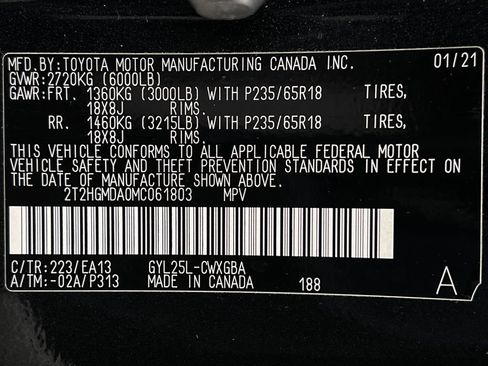 MFD.BY:TOYOTA MOTOR MANUFACTURING CANADA INC. 01/21
GVWR:2720KG (6000LB)
GAWR:FRT. 1360KG (3000LB) WITH P235/65R18 TIRES,
18X8J RIMS.
RR. 1460KG (3215LB) WITH P235/65R18 TIRES,
18X8J RIMS.
THIS VEHICLE CONFORMS TO ALL APPLICABLE FEDERAL MOTOR
VEHICLE SAFETY AND THEFT PREVENTION STANDARDS IN EFFECT ON
THE DATE OF MANUFACTURE SHOWN ABOVE.
2T2HGMDA0MC061803 MPV
C/TR:223/EA13 GYL25L-CWXGBA
A/TM:-02A/P313 MADE IN CANADA 188 A